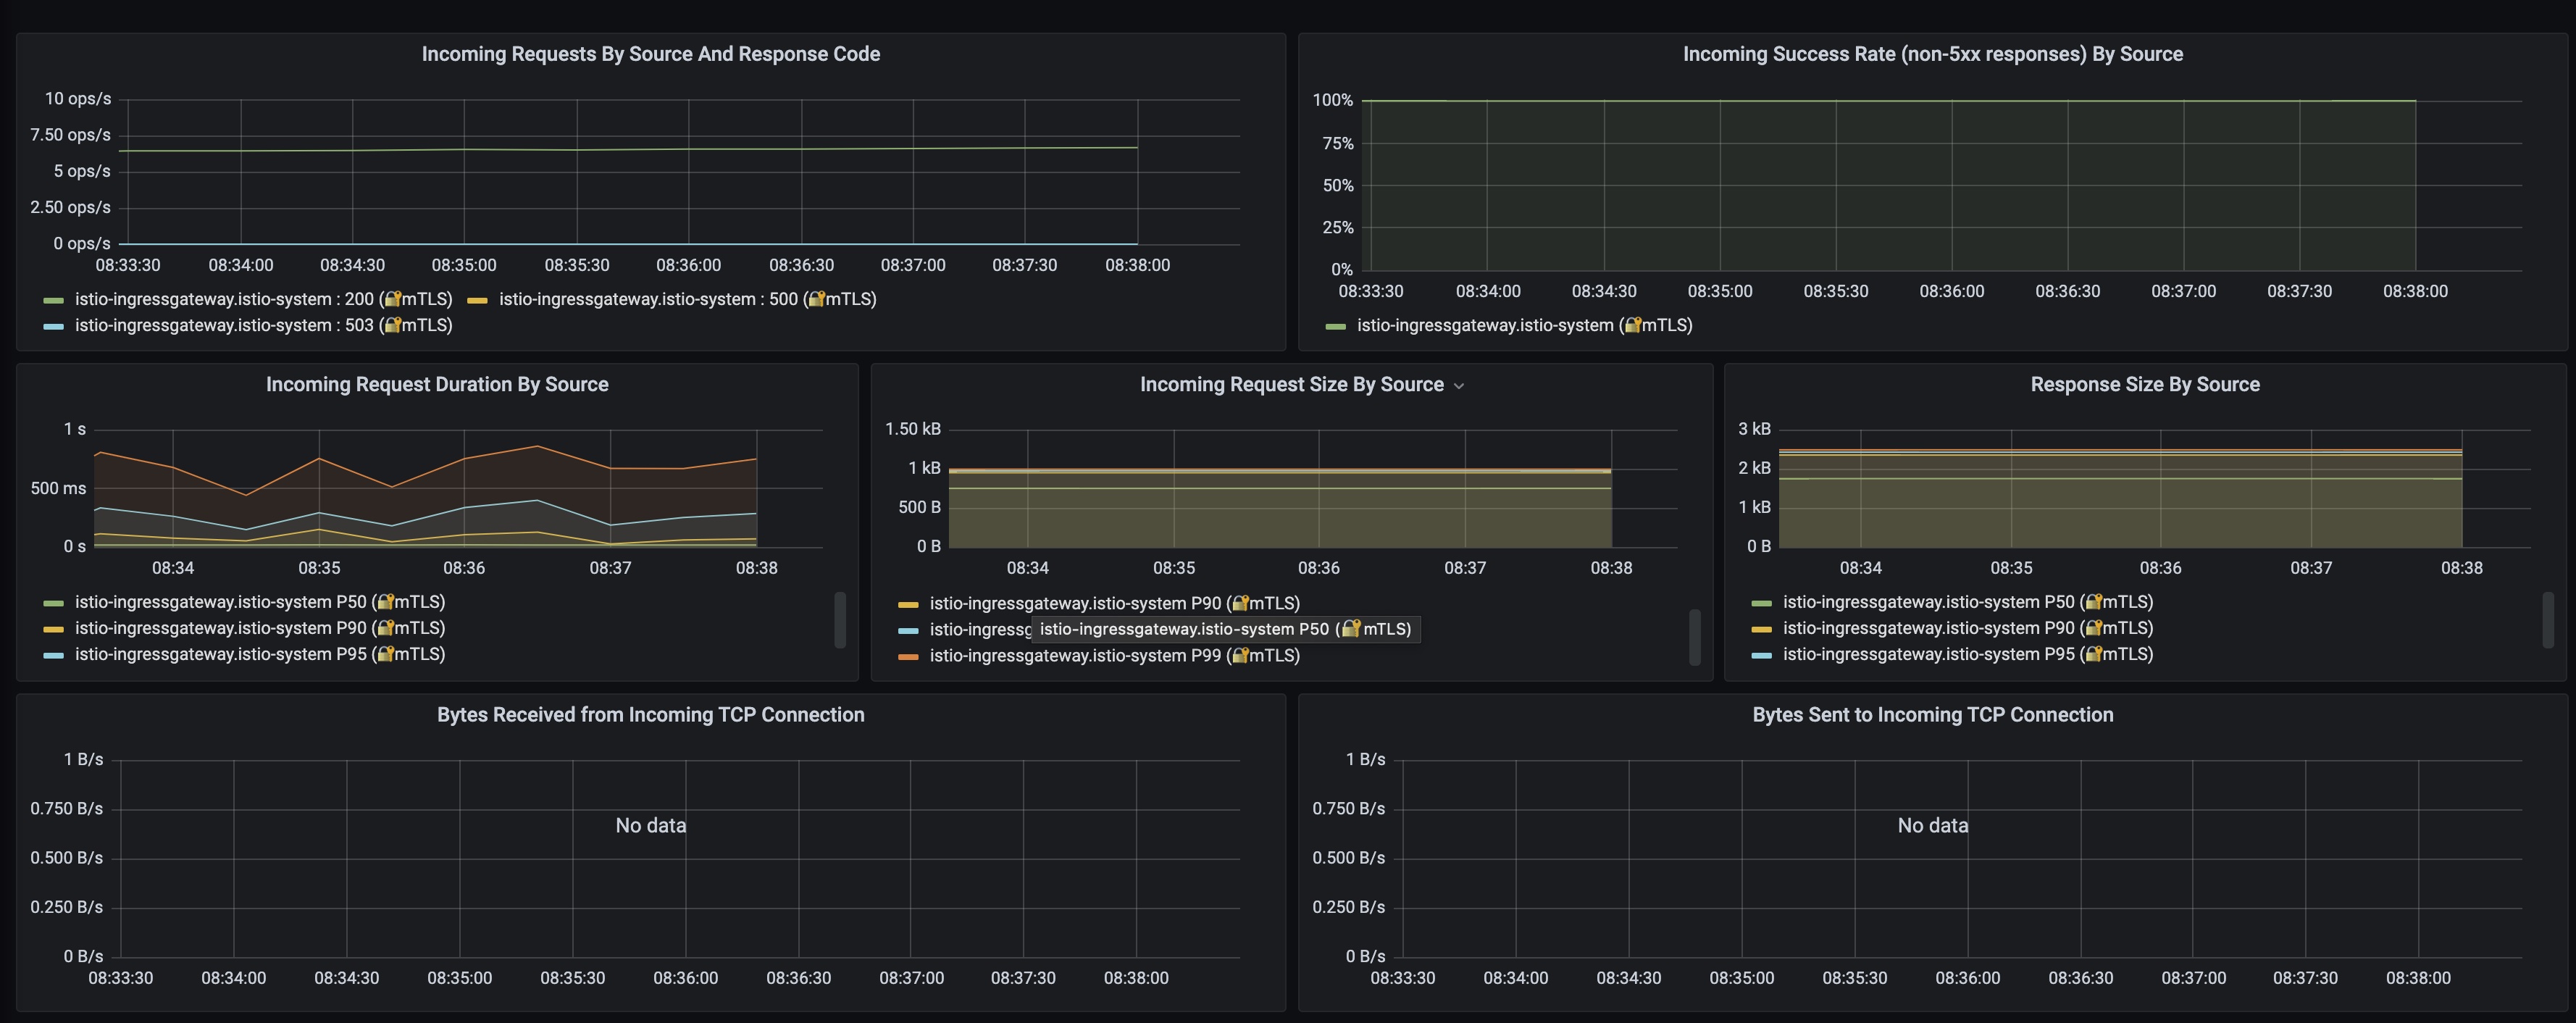 Incoming Requests By Source And Response Code
10 ops/s
7.50 ops/s
5 ops/s
2.50 ops/s
0 ops/s
08:33:30 08:34:00 08:34:30 08:35:00 08:35:30 08:36:00 08:36:30 08:37:00 08:37:30 08:38:00
istio-ingressgateway.istio-system : 200 (🔐mTLS) istio-ingressgateway.istio-system : 500 (🔐mTLS)
istio-ingressgateway.istio-system : 503 (🔐mTLS)
Incoming Success Rate (non-5xx responses) By Source
100%
75%
50%
25%
0%
08:33:30 08:34:00 08:34:30 08:35:00 08:35:30 08:36:00 08:36:30 08:37:00 08:37:30 08:38:00
istio-ingressgateway.istio-system (🔐mTLS)
Incoming Request Duration By Source
1 s
500 ms
0 s
08:34 08:35 08:36 08:37 08:38
istio-ingressgateway.istio-system P50 (🔐mTLS)
istio-ingressgateway.istio-system P90 (🔐mTLS)
istio-ingressgateway.istio-system P95 (🔐mTLS)
Incoming Request Size By Source
1.50 kB
1 kB
500 B
0 B
08:34 08:35 08:36 08:37 08:38
istio-ingressgateway.istio-system P90 (🔐mTLS)
istio-ingressg istio-ingressgateway.istio-system P50 (🔐mTLS)
istio-ingressgateway.istio-system P99 (🔐mTLS)
Response Size By Source
3 kB
2 kB
1 kB
0 B
08:34 08:35 08:36 08:37 08:38
istio-ingressgateway.istio-system P50 (🔐mTLS)
istio-ingressgateway.istio-system P90 (🔐mTLS)
istio-ingressgateway.istio-system P95 (🔐mTLS)
Bytes Received from Incoming TCP Connection
1 B/s
0.750 B/s
No data
0.500 B/s
0.250 B/s
0 B/s
08:33:30 08:34:00 08:34:30 08:35:00 08:35:30 08:36:00 08:36:30 08:37:00 08:37:30 08:38:00
Bytes Sent to Incoming TCP Connection
1 B/s
0.750 B/s
No data
0.500 B/s
0.250 B/s
0 B/s
08:33:30 08:34:00 08:34:30 08:35:00 08:35:30 08:36:00 08:36:30 08:37:00 08:37:30 08:38:00